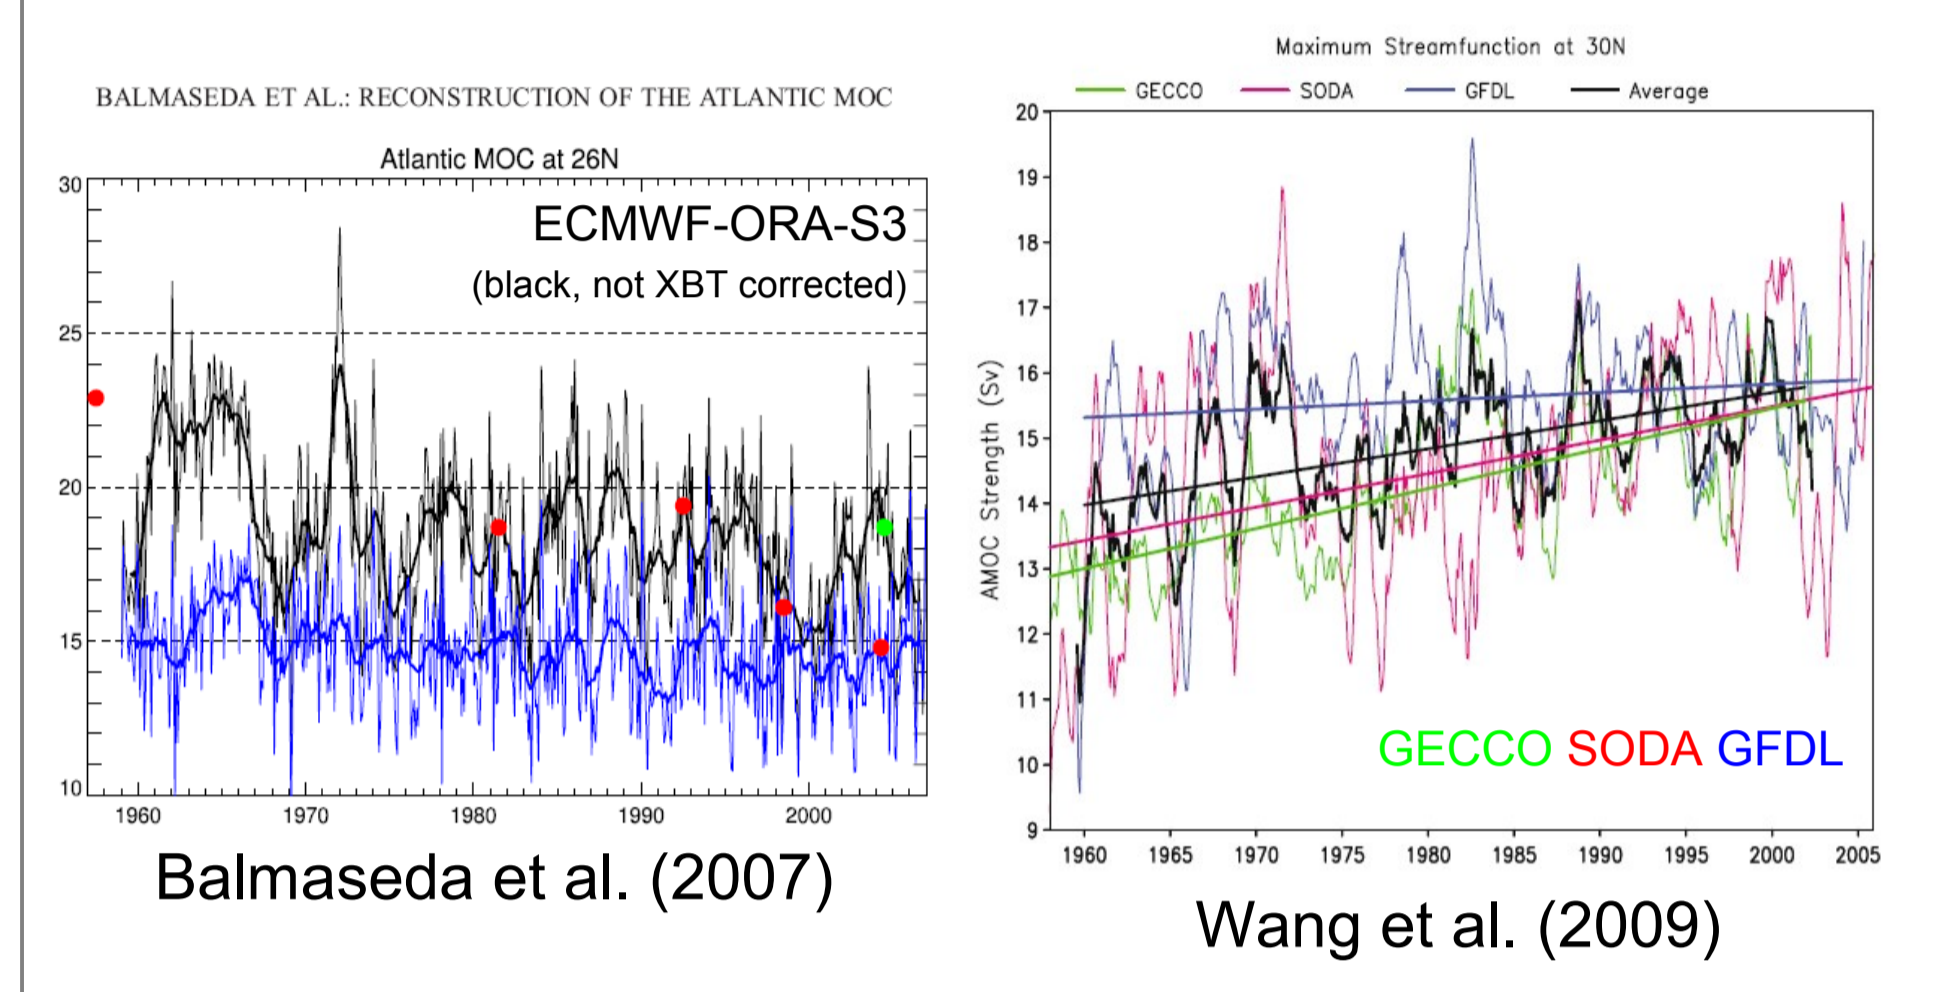 BALMASEDA ET AL.: RECONSTRUCTION OF THE ATLANTIC MOC
Atlantic MOC at 26N
ECMWF-ORA-S3
(black, not XBT corrected)
30
25
20
15
10
1960 1970 1980 1990 2000
Balmaseda et al. (2007)
Maximum Streamfunction at 30N
GECCO SODA GFDL Average
AMOC Strength (Sv)
20
19
18
17
16
15
14
13
12
11
10
9
GECCO SODA GFDL
1960 1965 1970 1975 1980 1985 1990 1995 2000 2005
Wang et al. (2009)